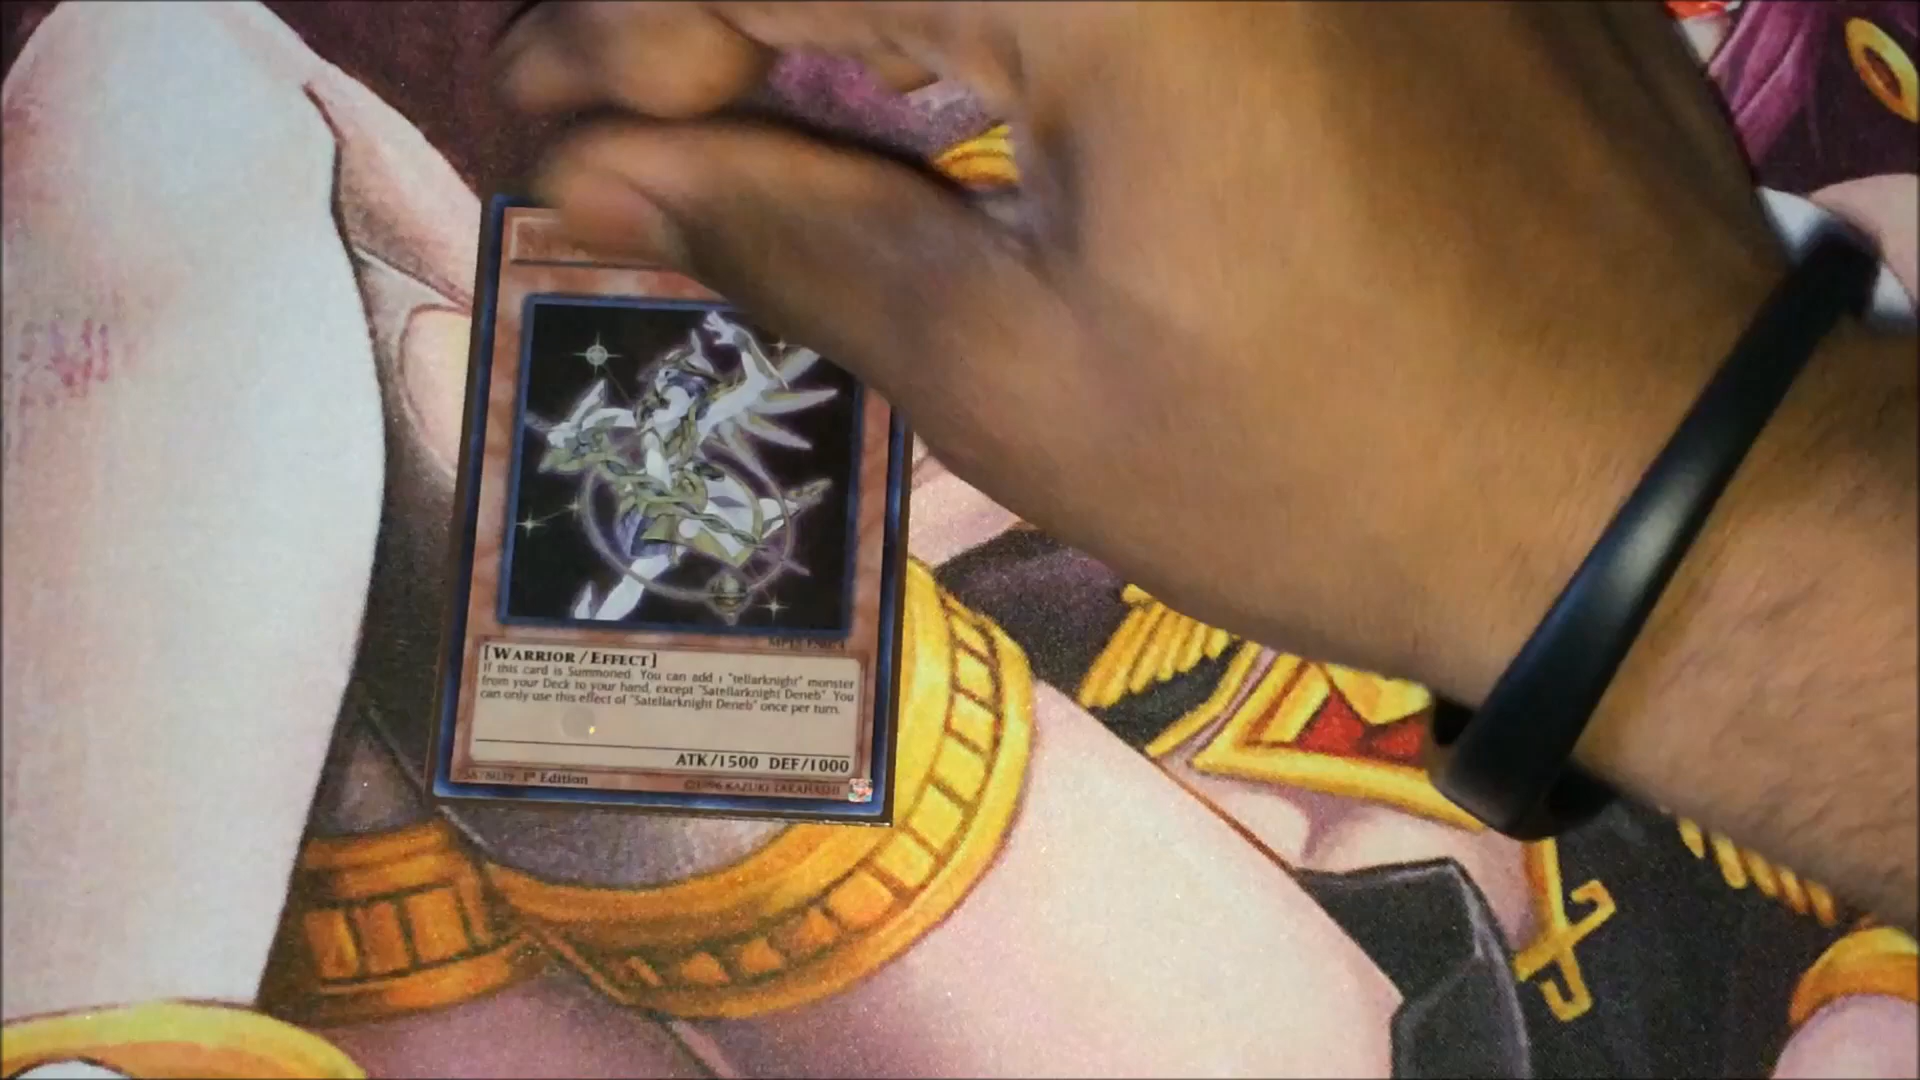 [WARRIOR/EFFECT]
If this card is Summoned: You can add 1 "tellarknight" monster
from your Deck to your hand, except "Satellarknight Deneb". You
can only use this effect of "Satellarknight Deneb" once per turn.
ATK/1500 DEF/1000
1st Edition
©1996 KAZUKI TAKAHASHI